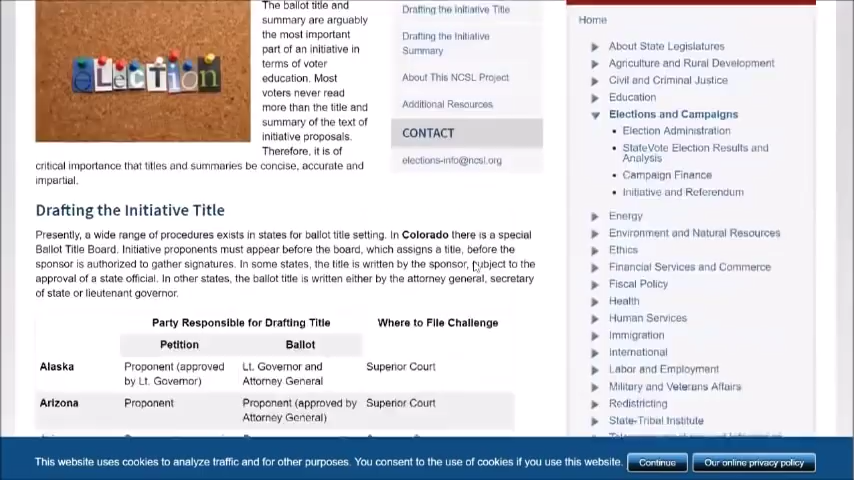 The ballot title and
summary are arguably
the most important
part of an initiative in
terms of voter
education. Most
voters never read
more than the title and
summary of the text of
initiative proposals.
Therefore, it is of
critical importance that titles and summaries be concise, accurate and
impartial.
eLecTion
Drafting the Initiative Title
Presently, a wide range of procedures exists in states for ballot title setting. In Colorado there is a special
Ballot Title Board. Initiative proponents must appear before the board, which assigns a title, before the
sponsor is authorized to gather signatures. In some states, the title is written by the sponsor, subject to the
approval of a state official. In other states, the ballot title is written either by the attorney general, secretary
of state or lieutenant governor.
Party Responsible for Drafting Title
Where to File Challenge
Petition
Ballot
Alaska
Proponent (approved
by Lt. Governor)
Lt. Governor and
Attorney General
Superior Court
Arizona
Proponent
Proponent (approved by
Attorney General)
Superior Court
Drafting the Initiative Title
Drafting the Initiative
Summary
About This NCSL Project
Additional Resources
CONTACT
elections-info@ncsl.org
Home
About State Legislatures
Agriculture and Rural Development
Civil and Criminal Justice
Education
Elections and Campaigns
Election Administration
StateVote Election Results and
Analysis
Campaign Finance
Initiative and Referendum
Energy
Environment and Natural Resources
Ethics
Financial Services and Commerce
Fiscal Policy
Health
Human Services
Immigration
International
Labor and Employment
Military and Veterans Affairs
Redistricting
State-Tribal Institute
This website uses cookies to analyze traffic and for other purposes. You consent to the use of cookies if you use this website.
Continue
Our online privacy policy